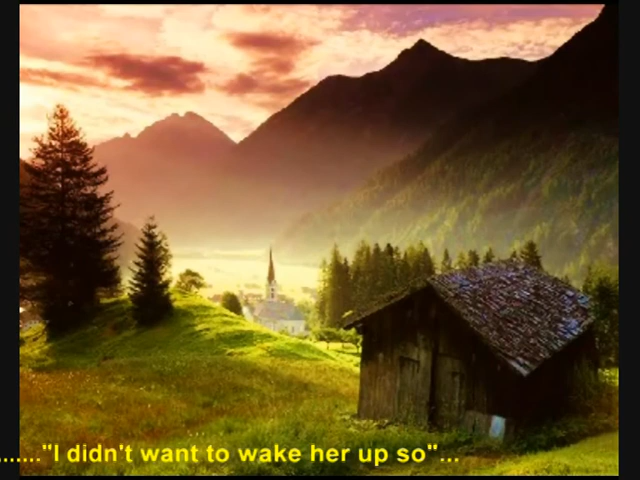 ......."I didn't want to wake her up so"...